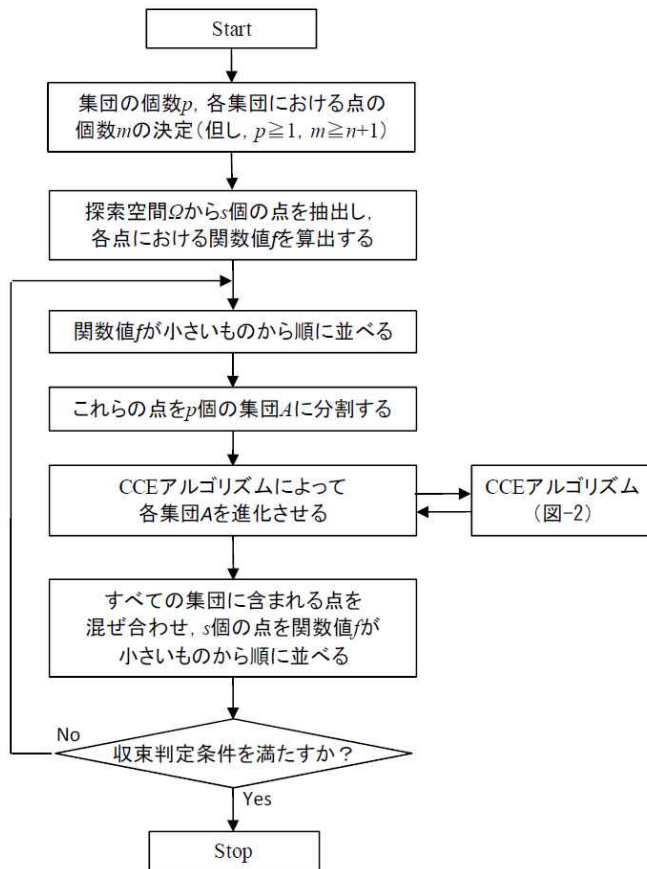 Start
集団の個数p，各集団における点の
個数mの決定（但し，p≧1，m≧n+1）
探索空間Ωからs個の点を抽出し，
各点における関数値fを算出する
関数値fが小さいものから順に並べる
これらの点をp個の集団Aに分割する
CCEアルゴリズムによって
各集団Aを進化させる
CCEアルゴリズム
（図-2）
すべての集団に含まれる点を
混ぜ合わせ，s個の点を関数値fが
小さいものから順に並べる
No
収束判定条件を満たすか？
Yes
Stop